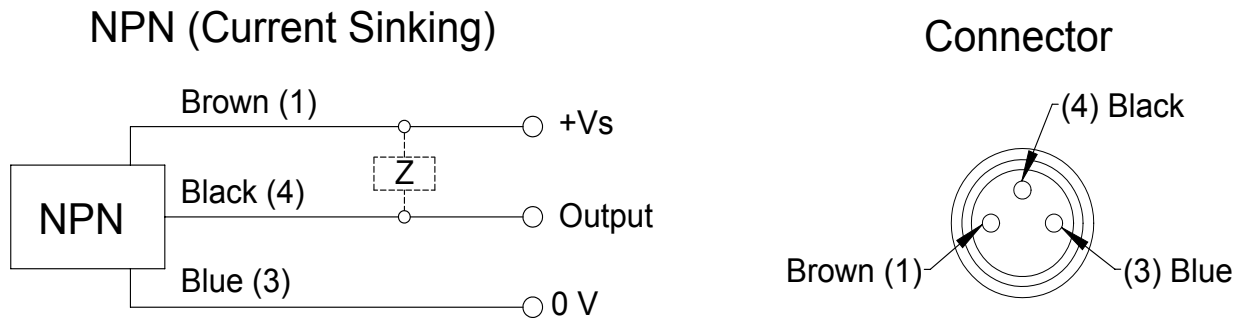 NPN (Current Sinking)
Brown (1)
+Vs
Z
Black (4)
NPN
Output
Blue (3)
0 V
Connector
(4) Black
Brown (1)
(3) Blue